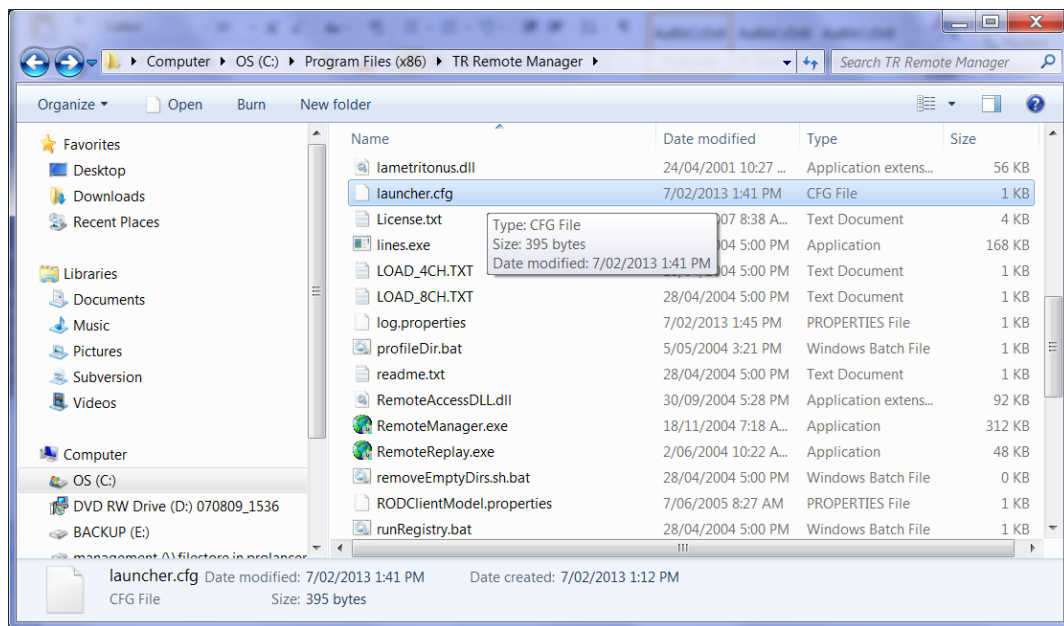 Computer OS (C:) Program Files (x86) TR Remote Manager Search TR Remote Manager
Organize Open Burn New folder
Favorites
Desktop
Downloads
Recent Places
Libraries
Documents
Music
Pictures
Subversion
Videos
Computer
OS (C:)
DVD RW Drive (D:) 070809_1536
BACKUP (E:)
Name Date modified Type Size
lametritonus.dll 24/04/2001 10:27 ... Application extens... 56 KB
launcher.cfg 7/02/2013 1:41 PM CFG File 1 KB
License.txt 07 8:38 A... Text Document 4 KB
lines.exe 04 5:00 PM Application 168 KB
LOAD_4CH.TXT 04 5:00 PM Text Document 1 KB
LOAD_8CH.TXT 28/04/2004 5:00 PM Text Document 1 KB
log.properties 7/02/2013 1:45 PM PROPERTIES File 1 KB
profileDir.bat 5/05/2004 3:21 PM Windows Batch File 1 KB
readme.txt 28/04/2004 5:00 PM Text Document 1 KB
RemoteAccessDLL.dll 30/09/2004 5:28 PM Application extens... 92 KB
RemoteManager.exe 18/11/2004 7:18 A... Application 312 KB
RemoteReplay.exe 2/06/2004 10:22 A... Application 48 KB
removeEmptyDirs.sh.bat 28/04/2004 5:00 PM Windows Batch File 0 KB
RODClientModel.properties 7/06/2005 8:27 AM PROPERTIES File 1 KB
runRegistry.bat 28/04/2004 5:00 PM Windows Batch File 1 KB
Type: CFG File
Size: 395 bytes
Date modified: 7/02/2013 1:41 PM
launcher.cfg Date modified: 7/02/2013 1:41 PM Date created: 7/02/2013 1:12 PM
CFG File Size: 395 bytes